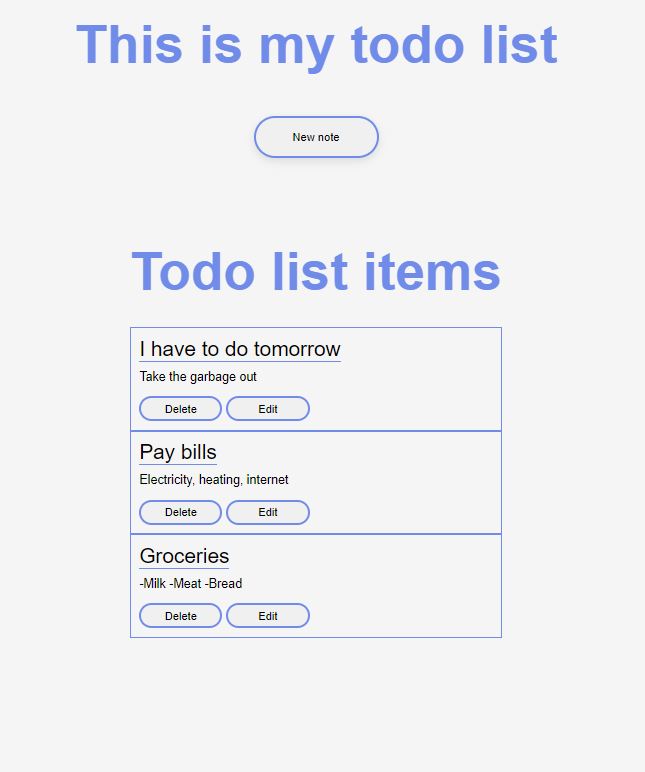 This is my todo list
New note
Todo list items
I have to do tomorrow
Take the garbage out
Delete Edit
Pay bills
Electricity, heating, internet
Delete Edit
Groceries
-Milk -Meat -Bread
Delete Edit